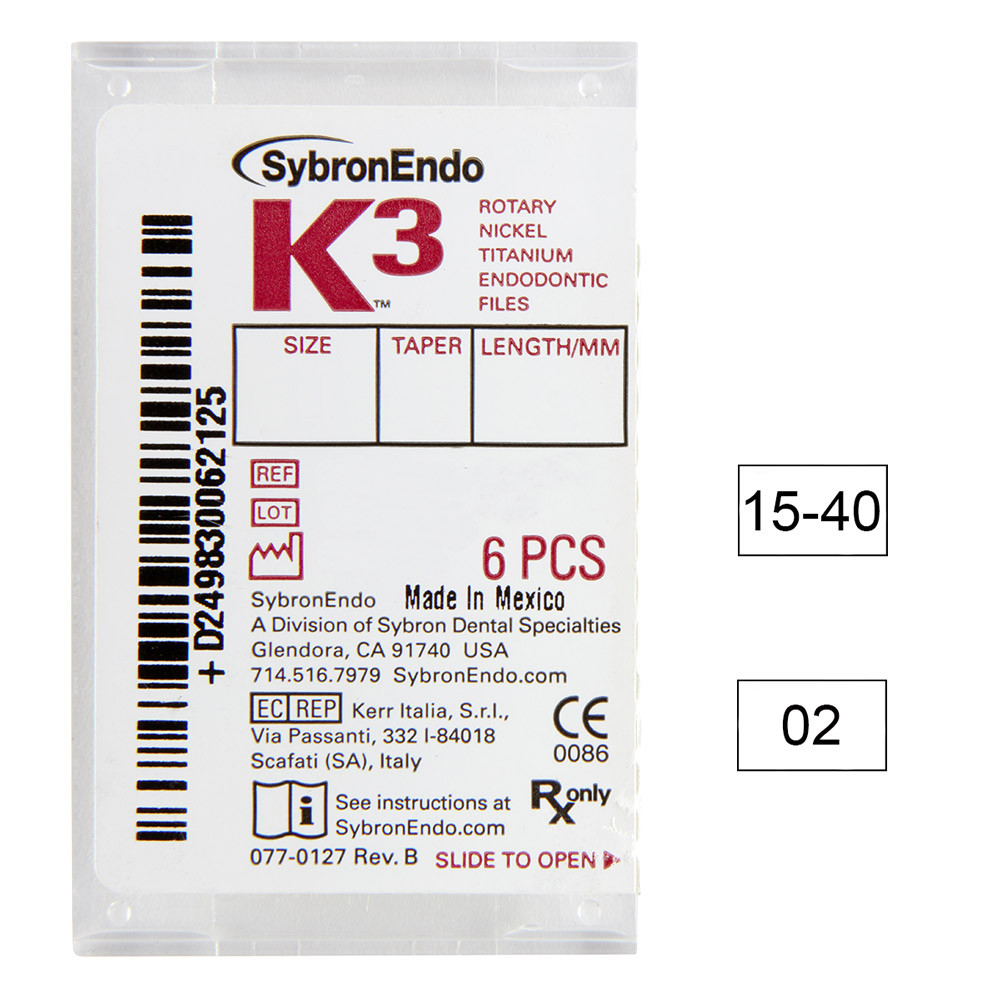 SybronEndo
K3™
ROTARY
NICKEL
TITANIUM
ENDODONTIC
FILES
SIZE TAPER LENGTH/MM
+D249830062125
REF
LOT
6 PCS
SybronEndo Made In Mexico
A Division of Sybron Dental Specialties
Glendora, CA 91740 USA
714.516.7979 SybronEndo.com
EC REP Kerr Italia, S.r.l.,
Via Passanti, 332 I-84018
Scafati (SA), Italy
CE
0086
i See instructions at
SybronEndo.com
Rx only
077-0127 Rev. B SLIDE TO OPEN
15-40
02